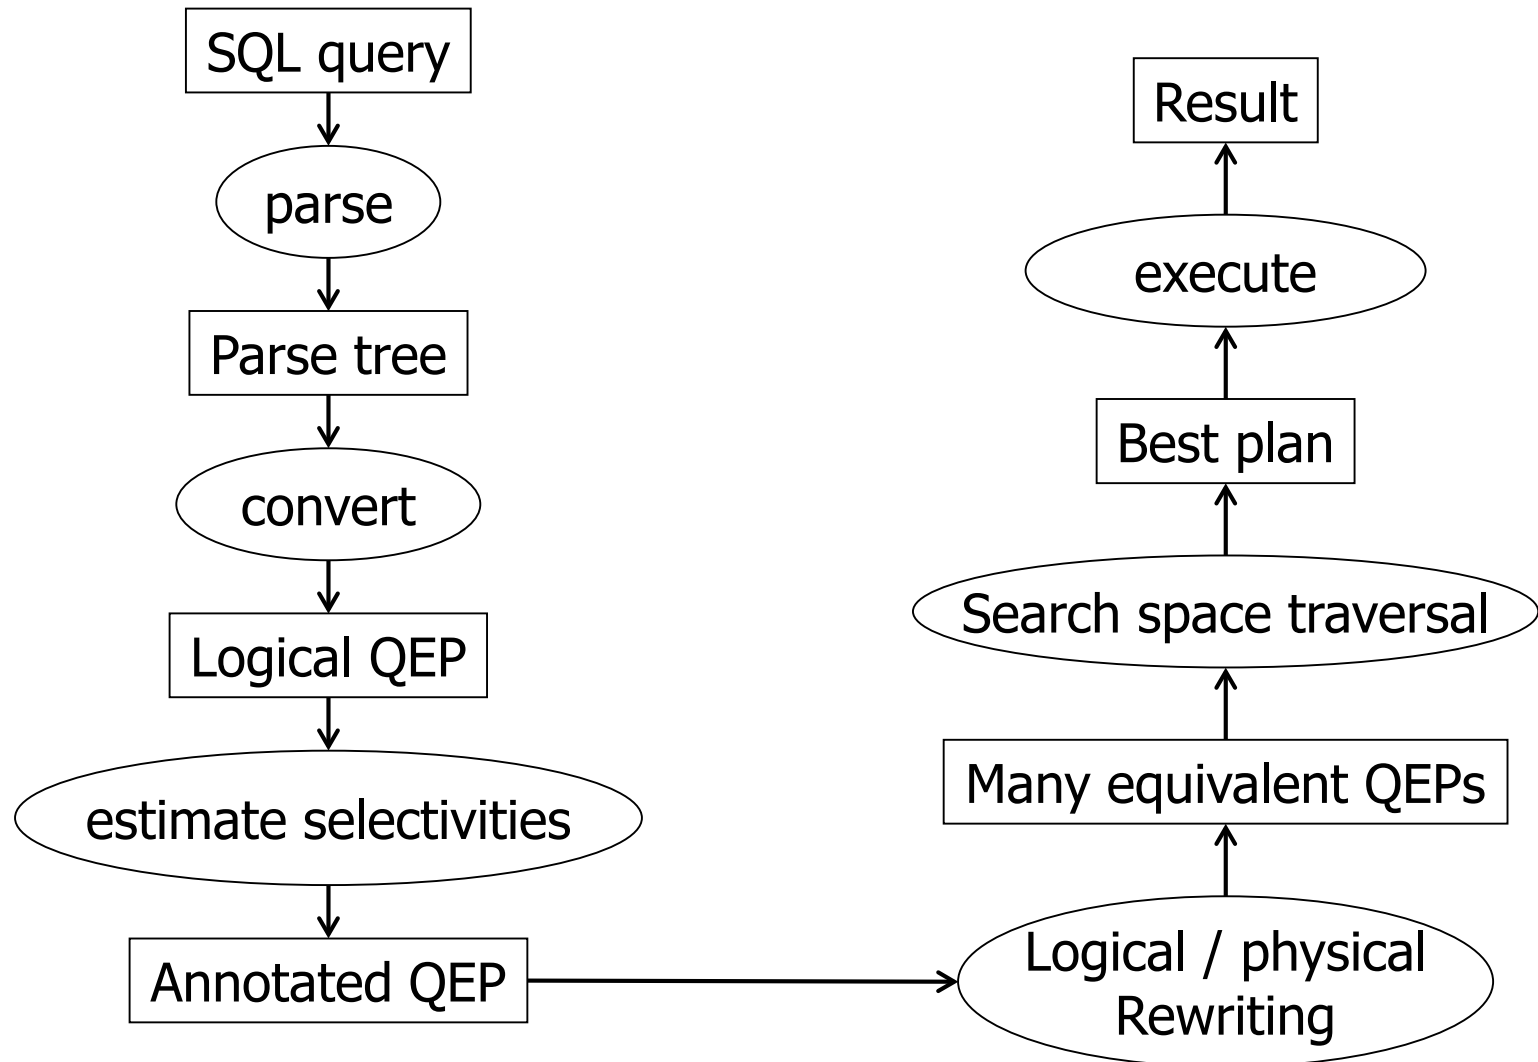 SQL query
parse
Parse tree
convert
Logical QEP
estimate selectivities
Annotated QEP
Logical / physical
Rewriting
Many equivalent QEPs
Search space traversal
Best plan
execute
Result